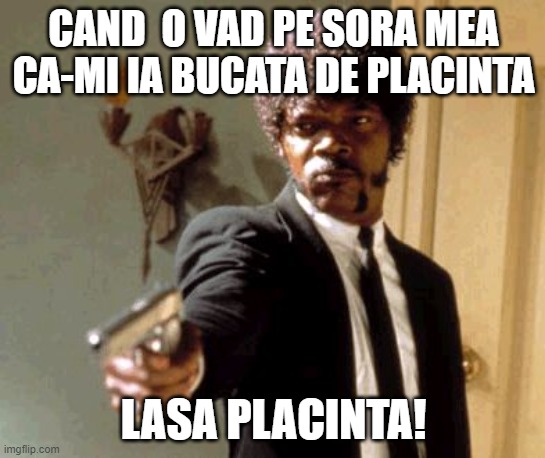 CAND O VAD PE SORA MEA
CA-MI IA BUCATA DE PLACINTA
LASA PLACINTA!
imgflip.com